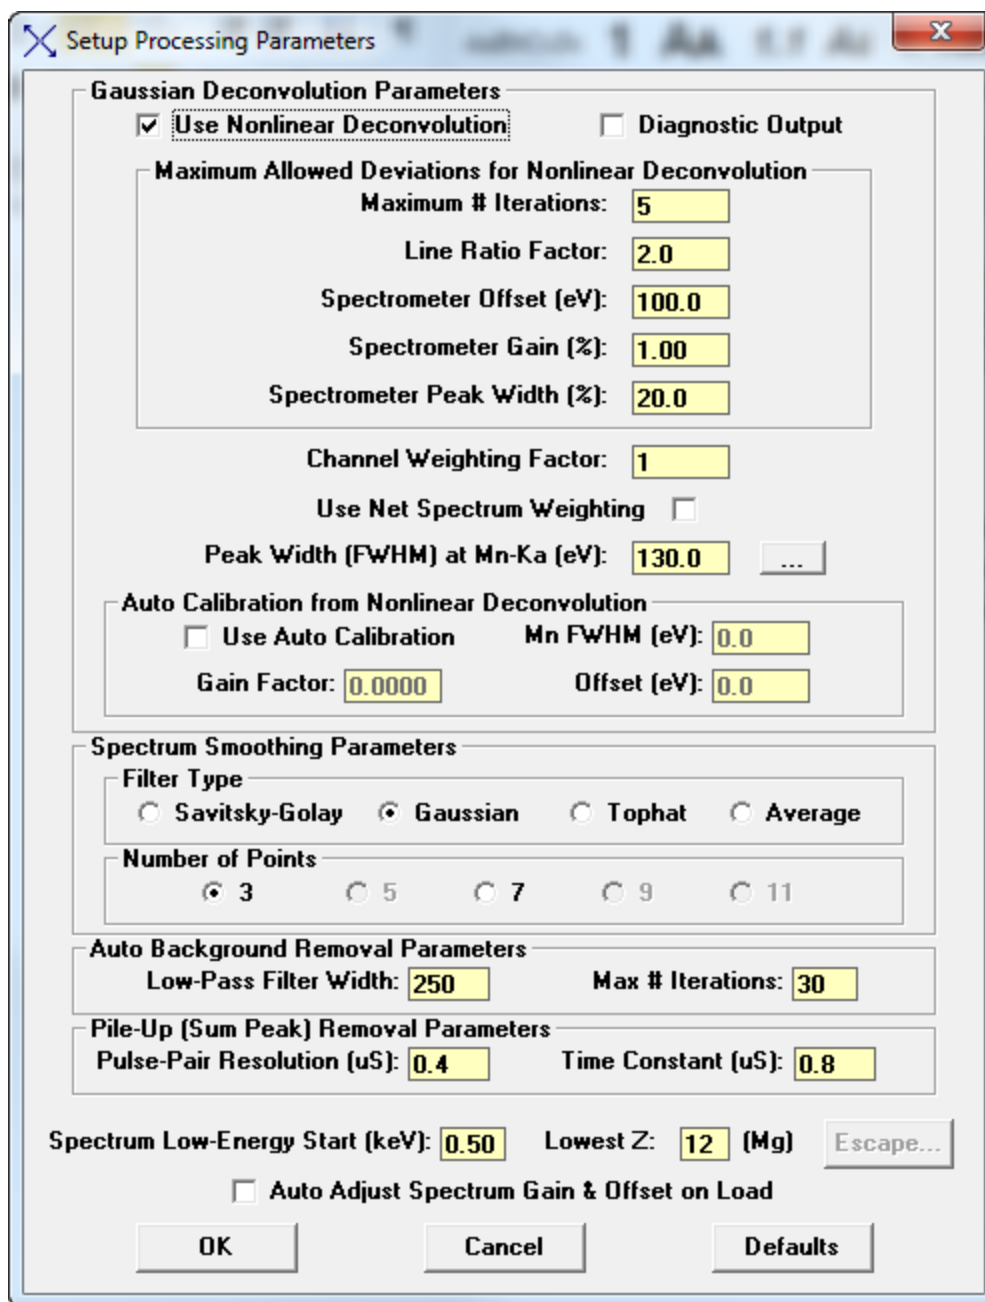 Setup Processing Parameters
Gaussian Deconvolution Parameters
Use Nonlinear Deconvolution Diagnostic Output
Maximum Allowed Deviations for Nonlinear Deconvolution
Maximum # Iterations: 5
Line Ratio Factor: 2.0
Spectrometer Offset (eV): 100.0
Spectrometer Gain (%): 1.00
Spectrometer Peak Width (%): 20.0
Channel Weighting Factor: 1
Use Net Spectrum Weighting
Peak Width (FWHM) at Mn-Ka (eV): 130.0 ...
Auto Calibration from Nonlinear Deconvolution
Use Auto Calibration Mn FWHM (eV): 0.0
Gain Factor: 0.0000 Offset (eV): 0.0
Spectrum Smoothing Parameters
Filter Type
Savitsky-Golay Gaussian Tophat Average
Number of Points
3 5 7 9 11
Auto Background Removal Parameters
Low-Pass Filter Width: 250 Max # Iterations: 30
Pile-Up (Sum Peak) Removal Parameters
Pulse-Pair Resolution (uS): 0.4 Time Constant (uS): 0.8
Spectrum Low-Energy Start (keV): 0.50 Lowest Z: 12 (Mg) Escape...
Auto Adjust Spectrum Gain & Offset on Load
OK Cancel Defaults